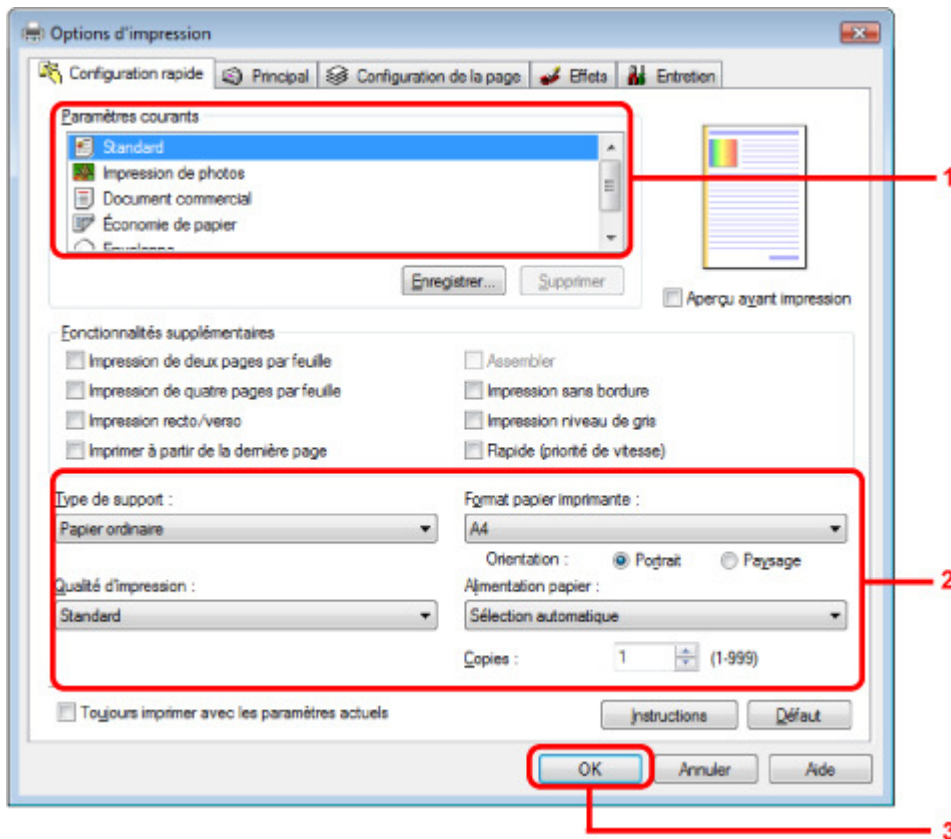 Options d'impression
Configuration rapide Principal Configuration de la page Effets Entretien
Paramètres courants
Standard
Impression de photos
Document commercial
Économie de papier
1
Enregistrer... Supprimer
Aperçu avant impression
Fonctionnalités supplémentaires
Impression de deux pages par feuille Assembler
Impression de quatre pages par feuille Impression sans bordure
Impression recto/verso Impression niveau de gris
Imprimer à partir de la dernière page Rapide (priorité de vitesse)
Type de support : Format papier imprimante :
Papier ordinaire A4
Orientation : Portrait Paysage
2
Qualité d'impression : Alimentation papier :
Standard Sélection automatique
Copies : 1 (1-999)
Toujours imprimer avec les paramètres actuels Instructions Défaut
OK Annuler Aide
3